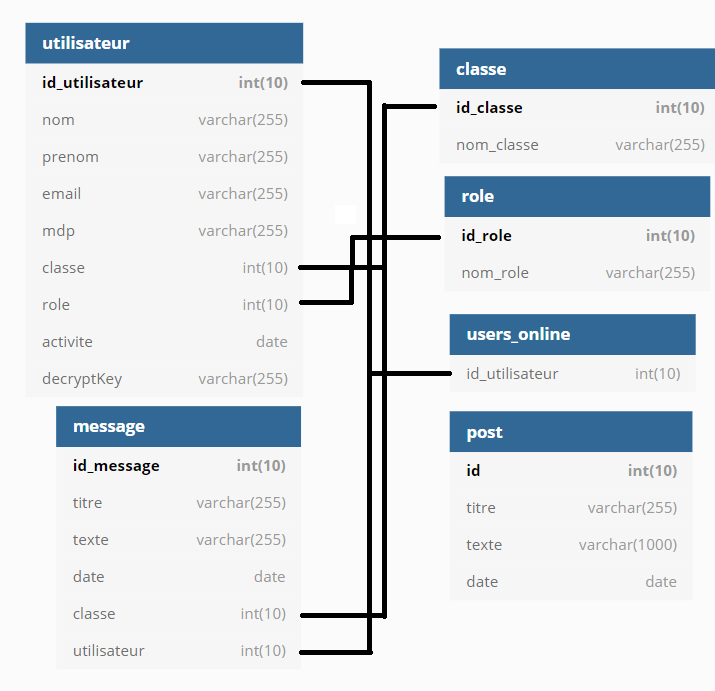 utilisateur
id_utilisateur int(10)
nom varchar(255)
prenom varchar(255)
email varchar(255)
mdp varchar(255)
classe int(10)
role int(10)
activite date
decryptKey varchar(255)
message
id_message int(10)
titre varchar(255)
texte varchar(255)
date date
classe int(10)
utilisateur int(10)
classe
id_classe int(10)
nom_classe varchar(255)
role
id_role int(10)
nom_role varchar(255)
users_online
id_utilisateur int(10)
post
id int(10)
titre varchar(255)
texte varchar(1000)
date date